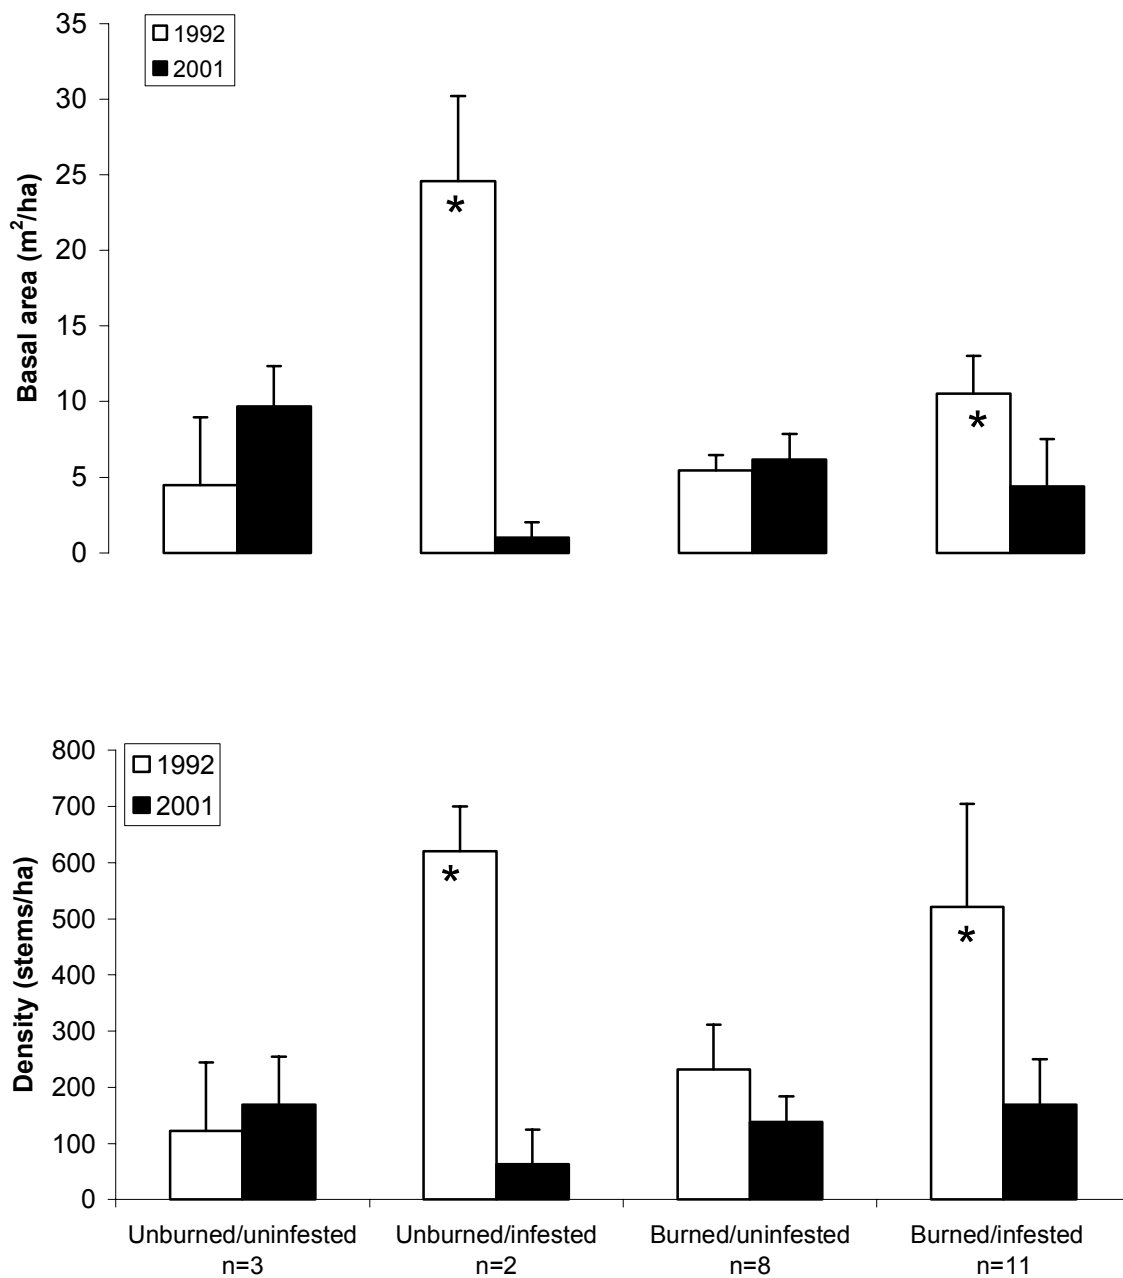 35
30
25
20
15
10
5
0
Basal area (m²/ha)
1992
2001
*
*
800
700
600
500
400
300
200
100
0
Density (stems/ha)
1992
2001
*
*
Unburned/uninfested
n=3
Unburned/infested
n=2
Burned/uninfested
n=8
Burned/infested
n=11